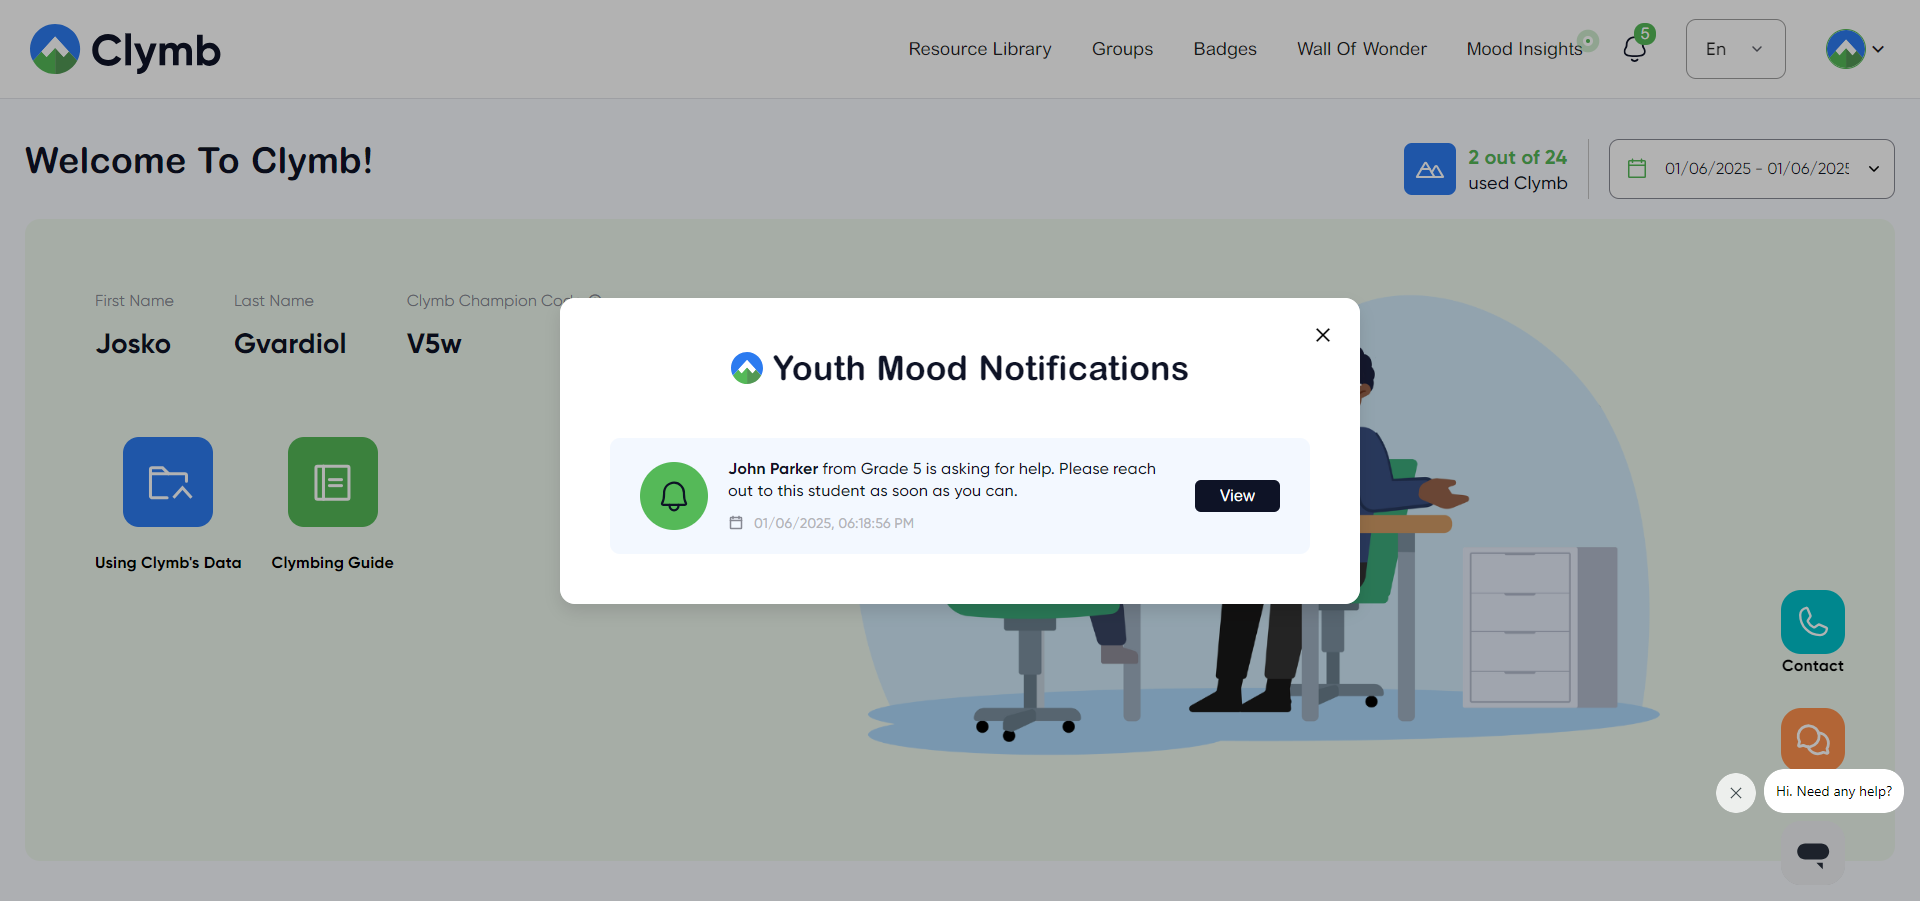 Clymb
Resource Library
Groups
Badges
Wall Of Wonder
Mood Insights
5
En
Welcome To Clymb!
2 out of 24
used Clymb
01/06/2025 - 01/06/2025
First Name
Last Name
Clymb Champion
Josko
Gvardiol
V5w
Using Clymb's Data
Clymbing Guide
Youth Mood Notifications
John Parker from Grade 5 is asking for help. Please reach
out to this student as soon as you can.
01/06/2025, 06:18:56 PM
View
Contact
Hi. Need any help?